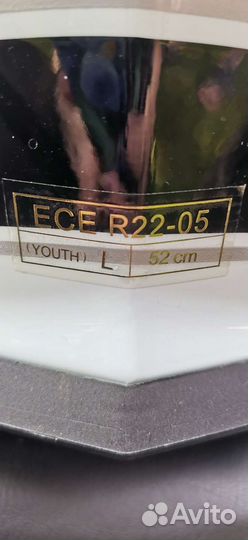 ECE R22-05
(YOUTH) L 52 cm
Avito